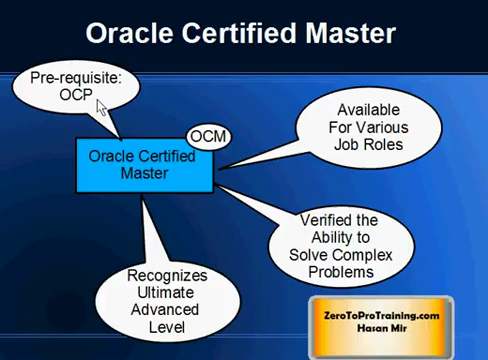 Oracle Certified Master
Pre-requisite:
OCP
OCM
Oracle Certified
Master
Available
For Various
Job Roles
Verified the
Ability to
Solve Complex
Problems
Recognizes
Ultimate
Advanced
Level
ZeroToProTraining.com
Hasan Mir